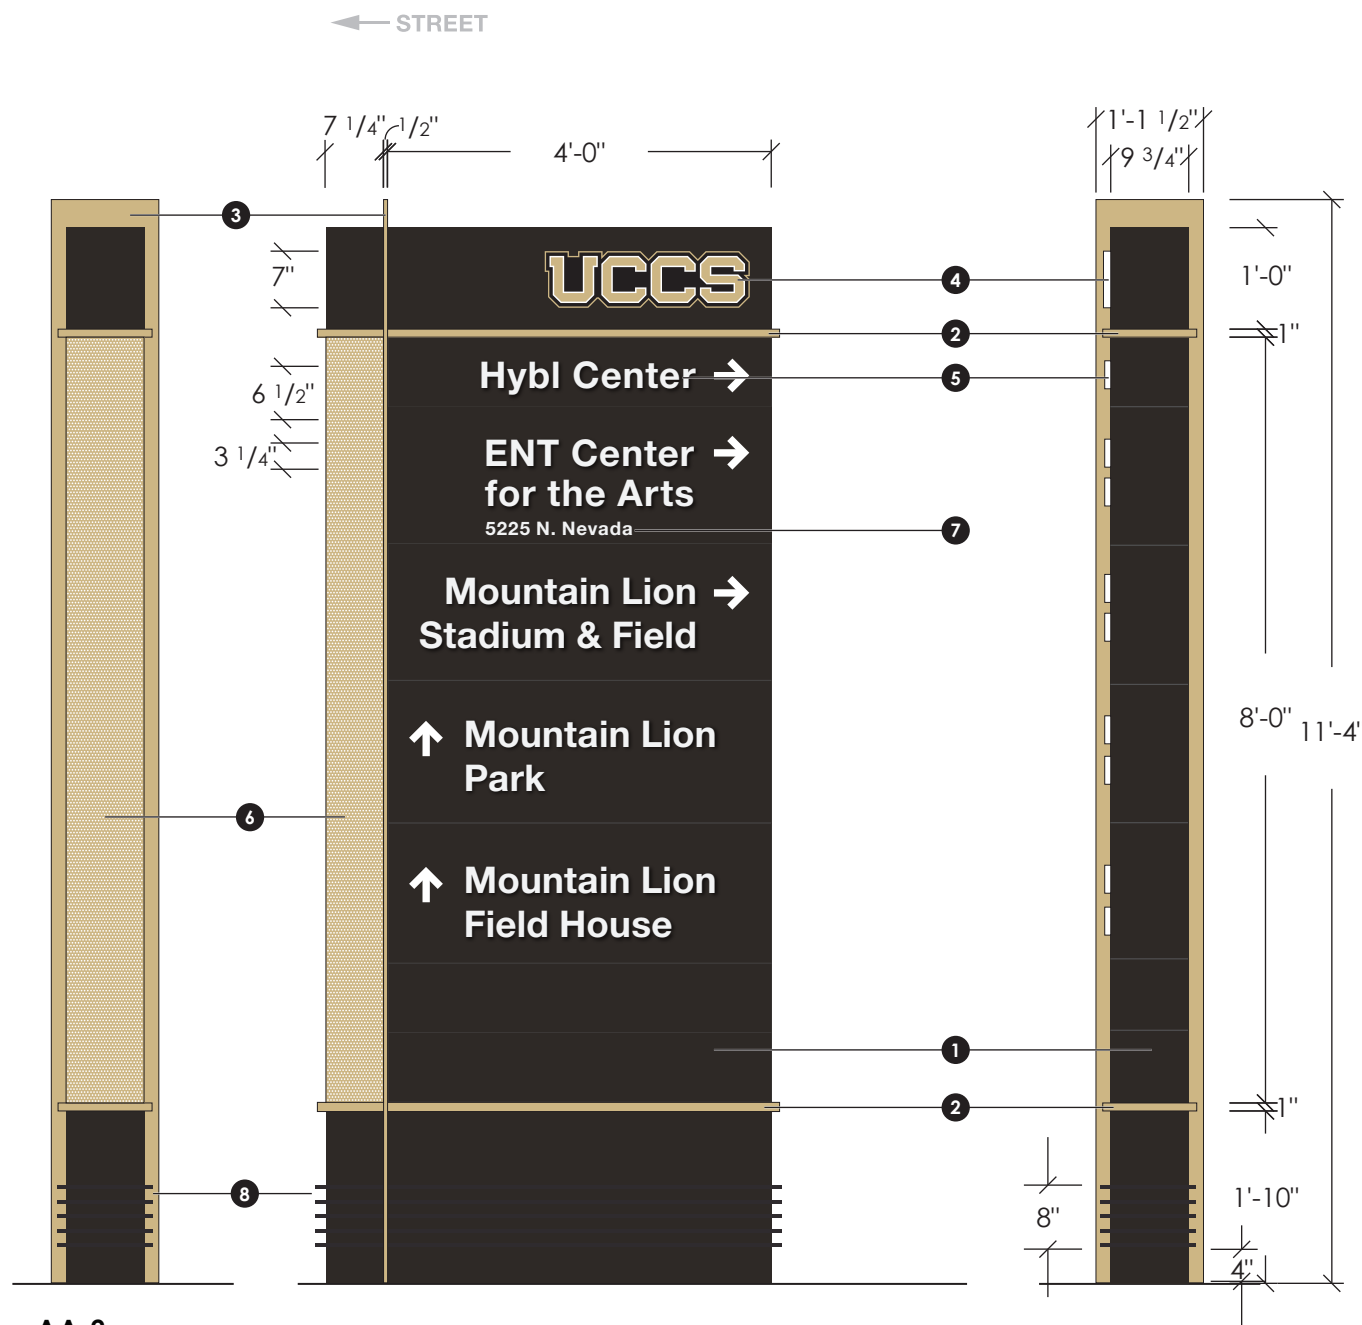 STREET
7 1/4" 1/2"
4'-0"
1'-1 1/2"
9 3/4"
3
7"
UCCS
4
1'-0"
2
1"
6 1/2"
Hybl Center
5
3 1/4"
ENT Center
for the Arts
5225 N. Nevada
7
Mountain Lion
Stadium & Field
Mountain Lion
Park
8'-0"
11'-4'
6
Mountain Lion
Field House
1
2
1"
8
8"
1'-10"
4"